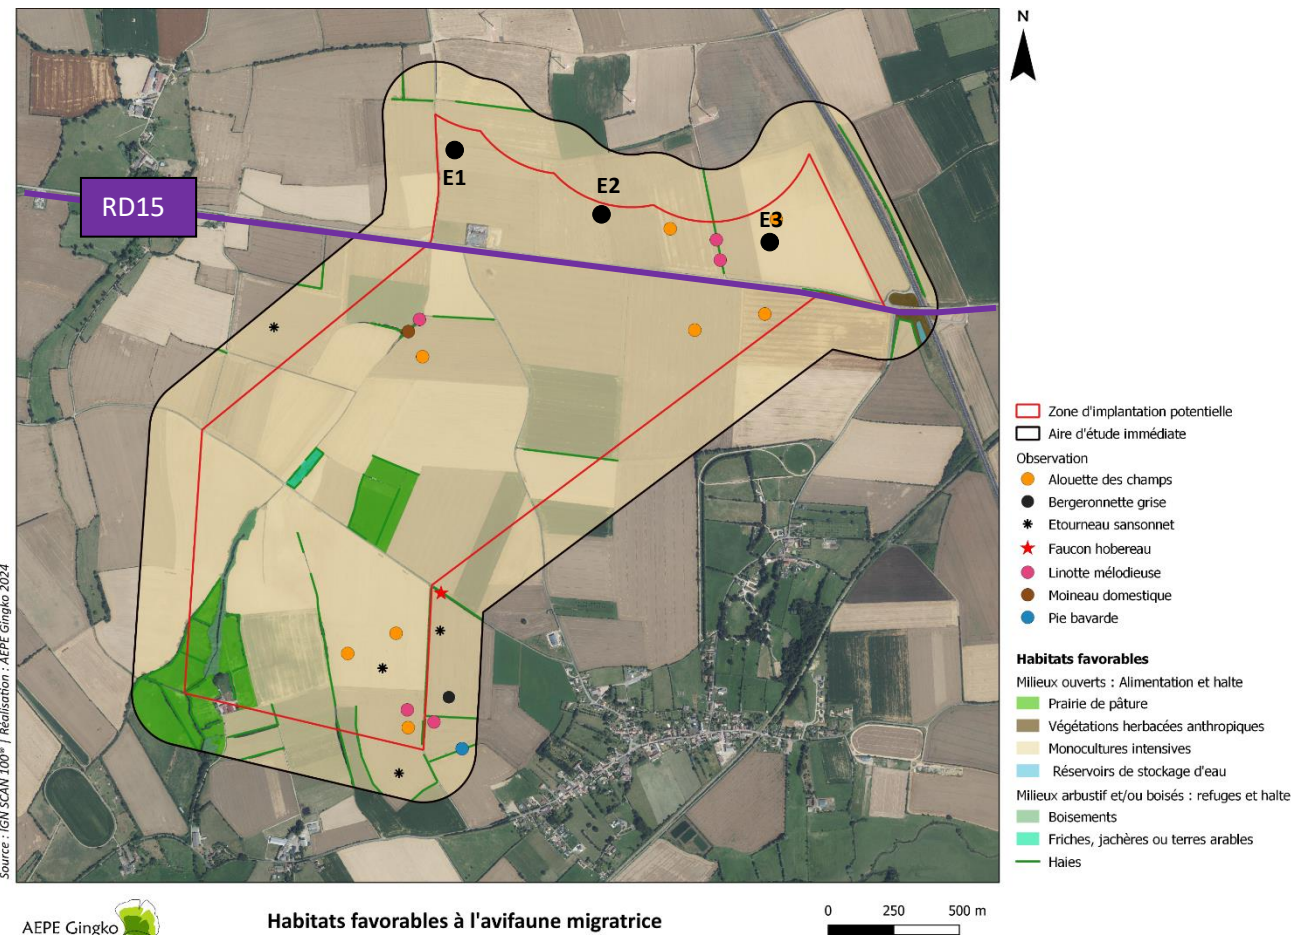 N
RD15
E1
E2
E3
Zone d'implantation potentielle
Aire d'étude immédiate
Observation
Alouette des champs
Bergeronnette grise
Etourneau sansonnet
Faucon hobereau
Linotte mélodieuse
Moineau domestique
Pie bavarde
Habitats favorables
Milieux ouverts : Alimentation et halte
Prairie de pâture
Végétations herbacées anthropiques
Monocultures intensives
Réservoirs de stockage d'eau
Milieux arbustif et/ou boisés : refuges et halte
Boisements
Friches, jachères ou terres arables
Haies
Source : IGN SCAN 100® | Réalisation : AEPE Gingko 2024
AEPE Gingko
Habitats favorables à l'avifaune migratrice
0 250 500 m